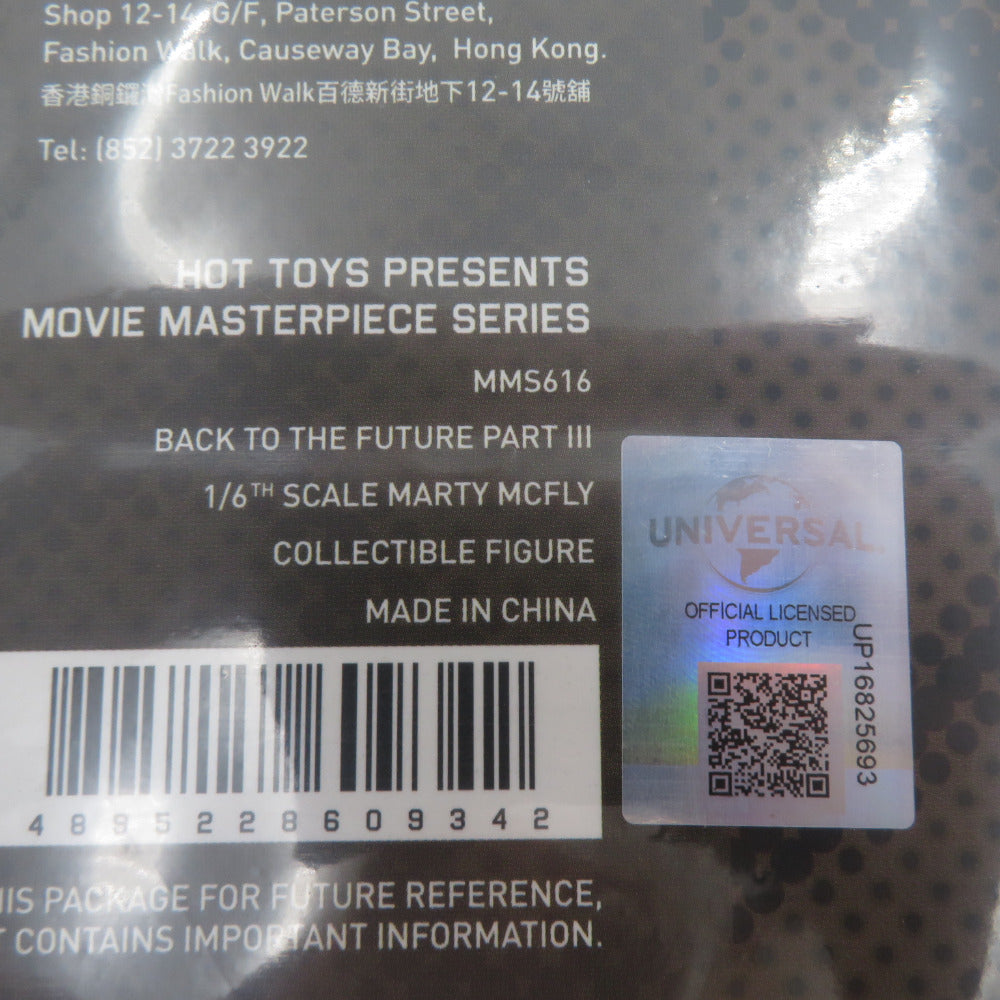 Shop 12-14, G/F, Paterson Street,
Fashion Walk, Causeway Bay, Hong Kong.
香港銅鑼灣Fashion Walk百德新街地下12-14號舖
Tel: (852) 3722 3922
HOT TOYS PRESENTS
MOVIE MASTERPIECE SERIES
MMS616
BACK TO THE FUTURE PART III
1/6TH SCALE MARTY MCFLY
COLLECTIBLE FIGURE
MADE IN CHINA
4895228609342
UNIVERSAL
OFFICIAL LICENSED
PRODUCT
UP16825693
PACKAGE FOR FUTURE REFERENCE,
CONTAINS IMPORTANT INFORMATION.